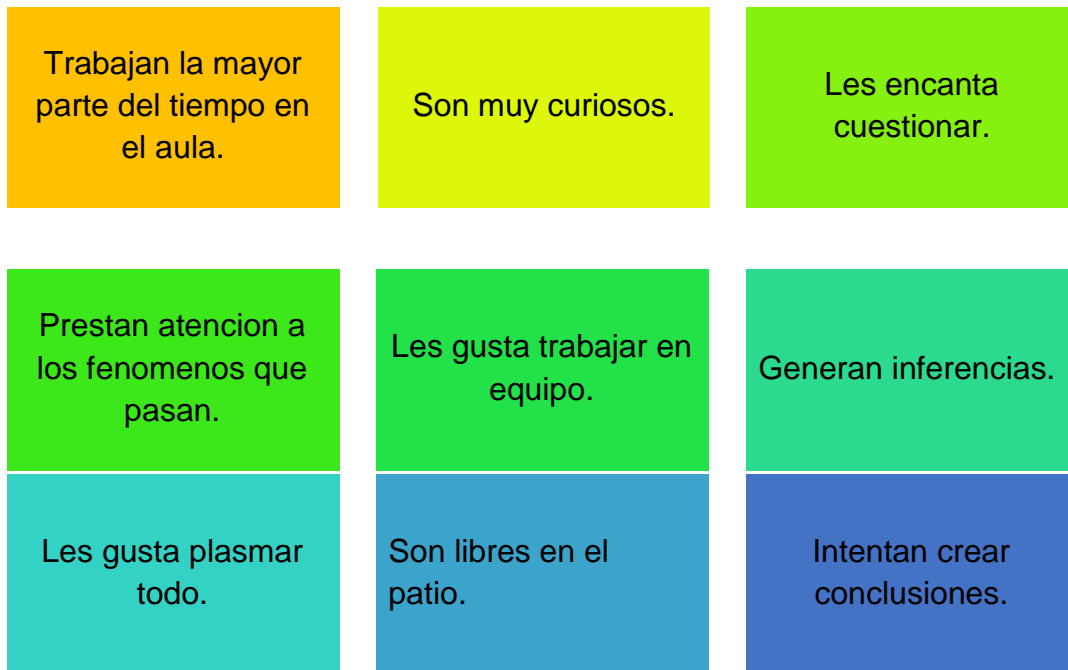 Trabajan la mayor
parte del tiempo en
el aula.
Son muy curiosos.
Les encanta
cuestionar.
Prestan atencion a
los fenomenos que
pasan.
Les gusta trabajar en
equipo.
Generan inferencias.
Les gusta plasmar
todo.
Son libres en el
patio.
Intentan crear
conclusiones.